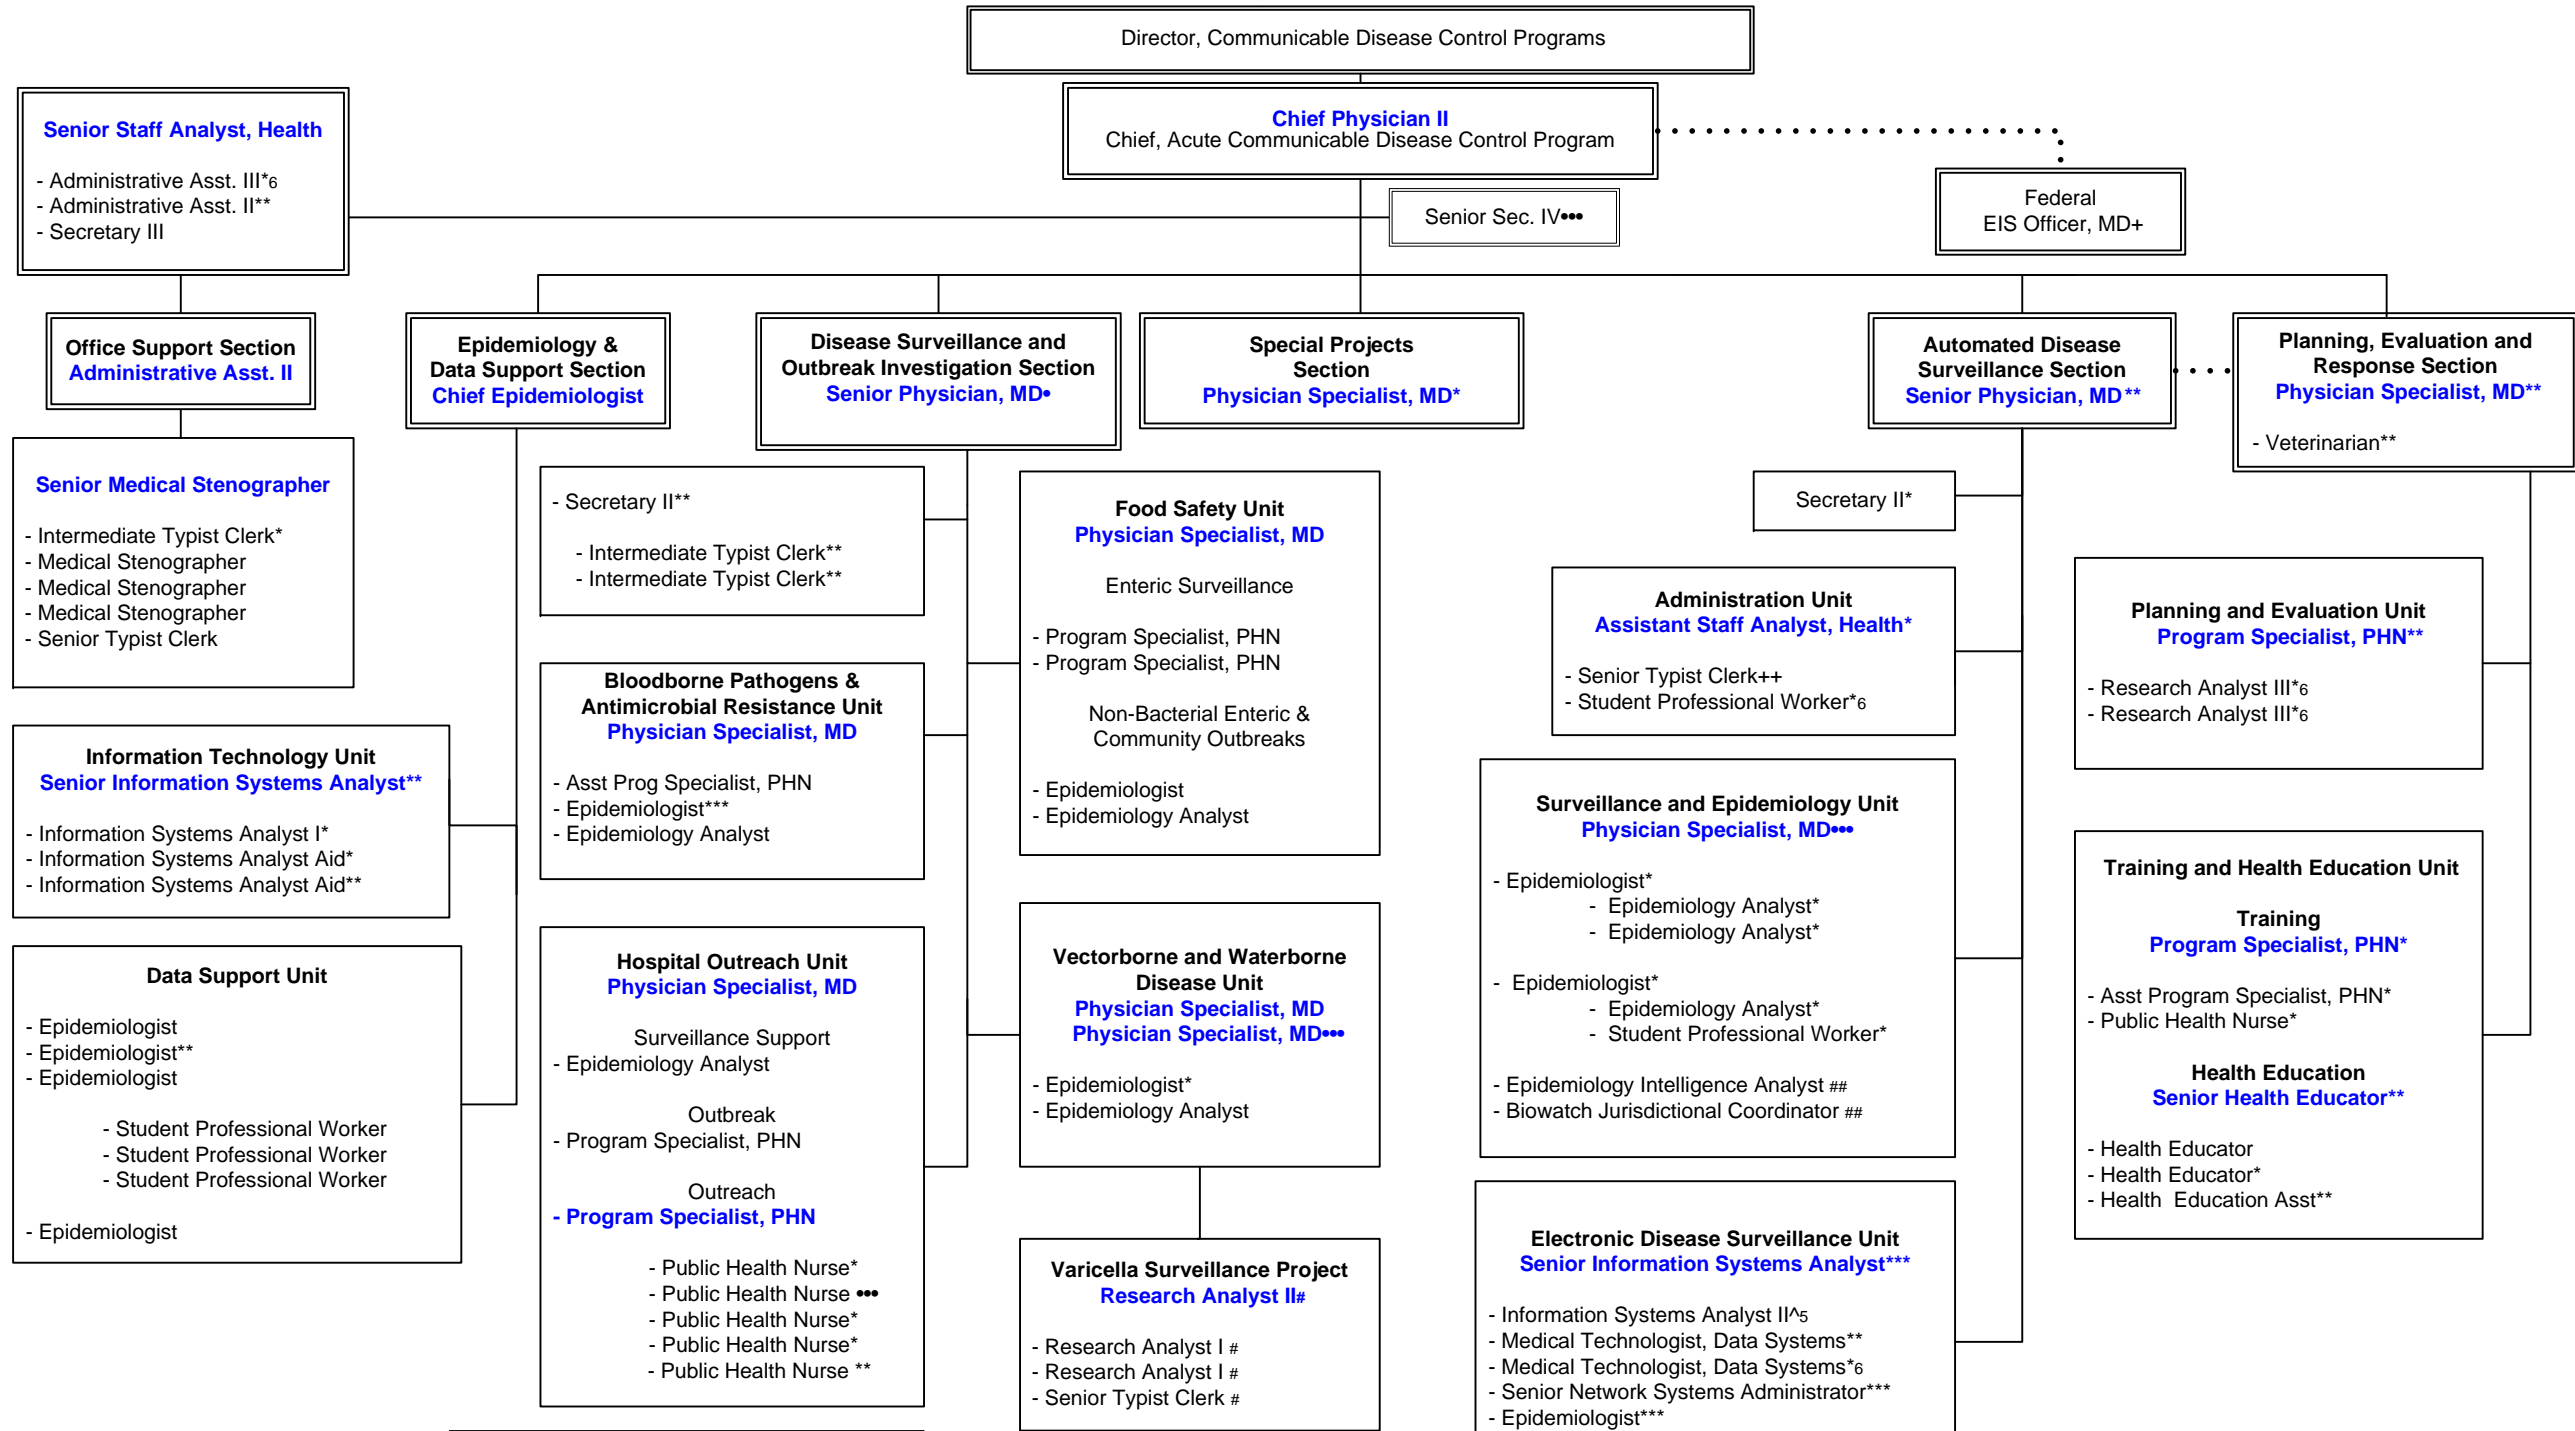 Director, Communicable Disease Control Programs
Chief Physician II
Chief, Acute Communicable Disease Control Program
Senior Staff Analyst, Health
- Administrative Asst. III*6
- Administrative Asst. II**
- Secretary III
Senior Sec. IV•••
Federal
EIS Officer, MD+
Office Support Section
Administrative Asst. II
Epidemiology &
Data Support Section
Chief Epidemiologist
Disease Surveillance and
Outbreak Investigation Section
Senior Physician, MD•
Special Projects
Section
Physician Specialist, MD*
Automated Disease
Surveillance Section
Senior Physician, MD**
Planning, Evaluation and
Response Section
Physician Specialist, MD**
- Veterinarian**
Senior Medical Stenographer
- Intermediate Typist Clerk*
- Medical Stenographer
- Medical Stenographer
- Medical Stenographer
- Senior Typist Clerk
Information Technology Unit
Senior Information Systems Analyst**
- Information Systems Analyst I*
- Information Systems Analyst Aid*
- Information Systems Analyst Aid**
Data Support Unit
- Epidemiologist
- Epidemiologist**
- Epidemiologist
- Student Professional Worker
- Student Professional Worker
- Student Professional Worker
- Epidemiologist
- Secretary II**
- Intermediate Typist Clerk**
- Intermediate Typist Clerk**
Bloodborne Pathogens &
Antimicrobial Resistance Unit
Physician Specialist, MD
- Asst Prog Specialist, PHN
- Epidemiologist***
- Epidemiology Analyst
Hospital Outreach Unit
Physician Specialist, MD
Surveillance Support
- Epidemiology Analyst
Outbreak
- Program Specialist, PHN
Outreach
- Program Specialist, PHN
- Public Health Nurse*
- Public Health Nurse •••
- Public Health Nurse*
- Public Health Nurse*
- Public Health Nurse **
Food Safety Unit
Physician Specialist, MD
Enteric Surveillance
- Program Specialist, PHN
- Program Specialist, PHN
Non-Bacterial Enteric &
Community Outbreaks
- Epidemiologist
- Epidemiology Analyst
Vectorborne and Waterborne
Disease Unit
Physician Specialist, MD
Physician Specialist, MD•••
- Epidemiologist*
- Epidemiology Analyst
Varicella Surveillance Project
Research Analyst II#
- Research Analyst I #
- Research Analyst I #
- Senior Typist Clerk #
Secretary II*
Administration Unit
Assistant Staff Analyst, Health*
- Senior Typist Clerk++
- Student Professional Worker*6
Surveillance and Epidemiology Unit
Physician Specialist, MD•••
- Epidemiologist*
- Epidemiology Analyst*
- Epidemiology Analyst*
- Epidemiologist*
- Epidemiology Analyst*
- Student Professional Worker*
- Epidemiology Intelligence Analyst ##
- Biowatch Jurisdictional Coordinator ##
Electronic Disease Surveillance Unit
Senior Information Systems Analyst***
- Information Systems Analyst II^5
- Medical Technologist, Data Systems**
- Medical Technologist, Data Systems*6
- Senior Network Systems Administrator***
- Epidemiologist***
Planning and Evaluation Unit
Program Specialist, PHN**
- Research Analyst III*6
- Research Analyst III*6
Training and Health Education Unit
Training
Program Specialist, PHN*
- Asst Program Specialist, PHN*
- Public Health Nurse*
Health Education
Senior Health Educator**
- Health Educator
- Health Educator*
- Health Education Asst**